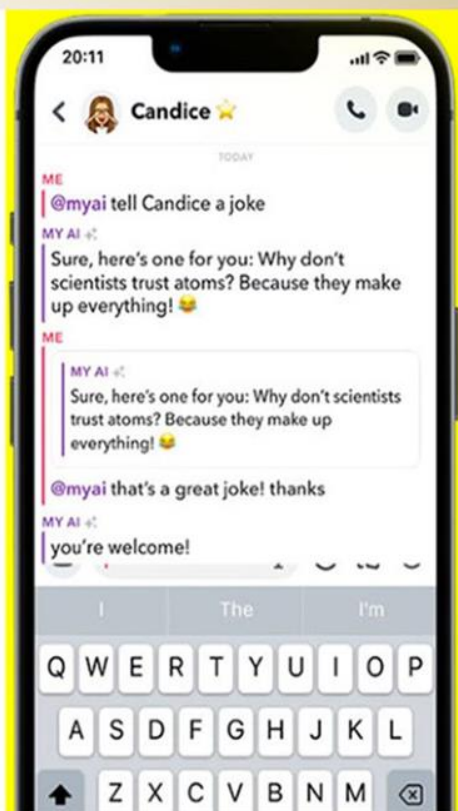 20:11
Candice ⭐
TODAY
ME
@myai tell Candice a joke
MY AI
Sure, here's one for you: Why don't
scientists trust atoms? Because they make
up everything! 😂
ME
MY AI
Sure, here's one for you: Why don't scientists
trust atoms? Because they make up
everything! 😂
@myai that's a great joke! thanks
MY AI
you're welcome!
I The I'm
Q W E R T Y U I O P
A S D F G H J K L
Z X C V B N M